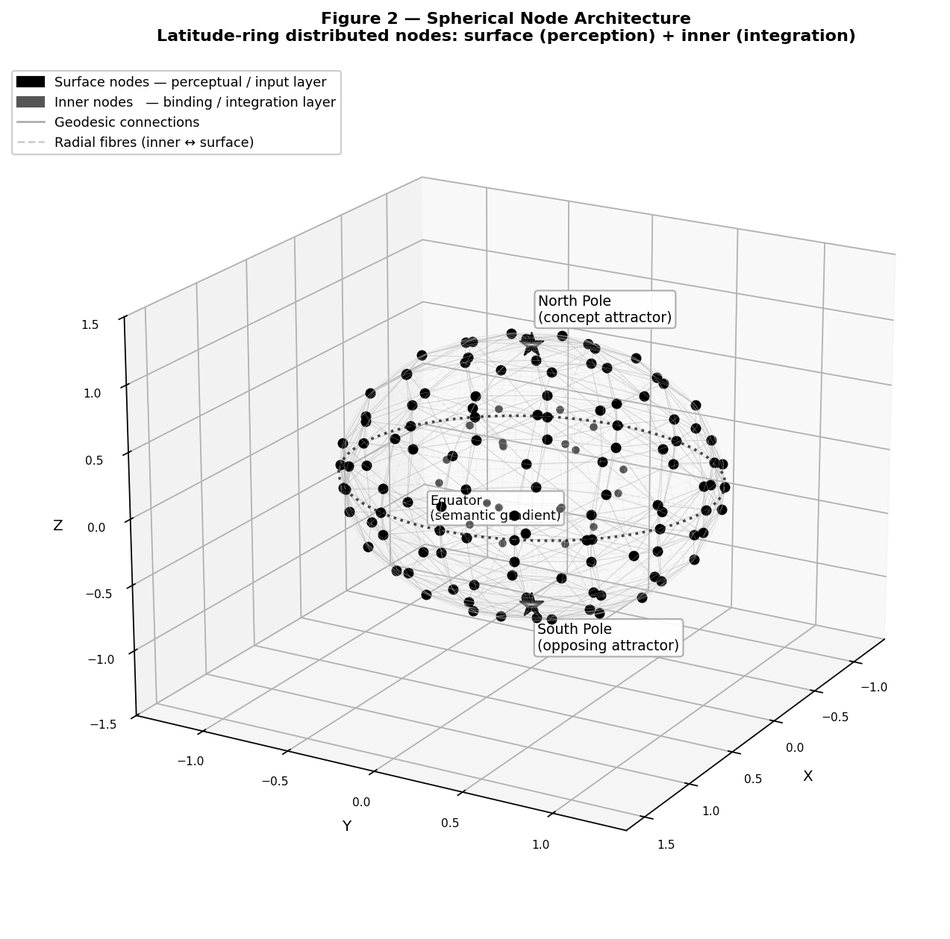 Figure 2 — Spherical Node Architecture
Latitude-ring distributed nodes: surface (perception) + inner (integration)
Surface nodes — perceptual / input layer
Inner nodes   — binding / integration layer
Geodesic connections
Radial fibres (inner ↔ surface)
North Pole
(concept attractor)
Equator
(semantic gradient)
South Pole
(opposing attractor)
Z
1.5
1.0
0.5
0.0
−0.5
−1.0
−1.5
Y
−1.0
−0.5
0.0
0.5
1.0
X
−1.0
−0.5
0.0
0.5
1.0
1.5